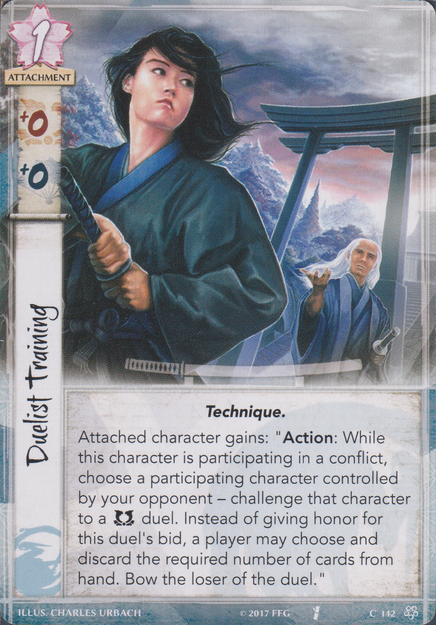 1
ATTACHMENT
+0
+0
Duelist Training
Technique.
Attached character gains: "Action: While
this character is participating in a conflict,
choose a participating character controlled
by your opponent – challenge that character
to a duel. Instead of giving honor for
this duel's bid, a player may choose and
discard the required number of cards from
hand. Bow the loser of the duel."
ILLUS. CHARLES URBACH © 2017 FFG C 142